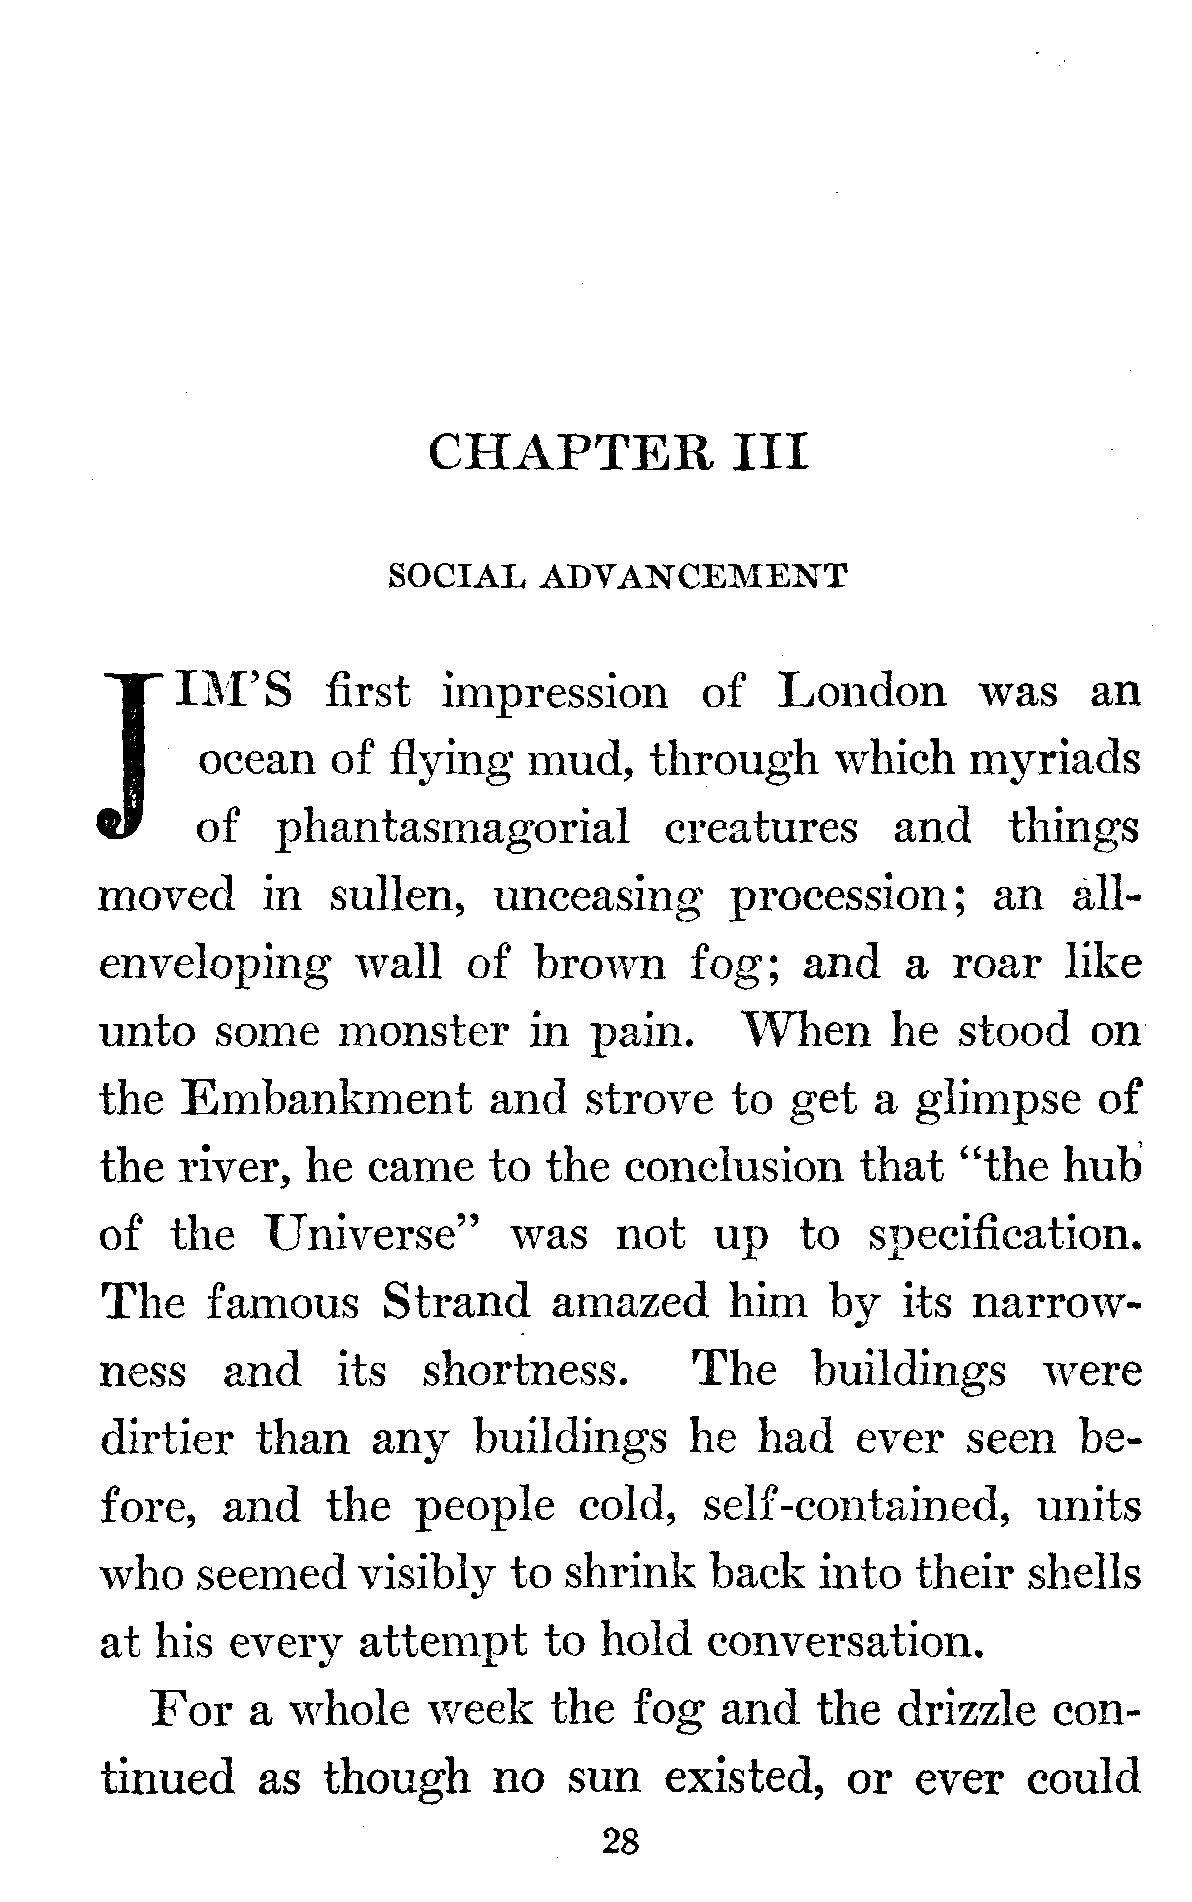 CHAPTER III
SOCIAL ADVANCEMENT
JIM'S first impression of London was an
ocean of flying mud, through which myriads
of phantasmagorial creatures and things
moved in sullen, unceasing procession; an all-
enveloping wall of brown fog; and a roar like
unto some monster in pain. When he stood on
the Embankment and strove to get a glimpse of
the river, he came to the conclusion that "the hub
of the Universe" was not up to specification.
The famous Strand amazed him by its narrow-
ness and its shortness. The buildings were
dirtier than any buildings he had ever seen be-
fore, and the people cold, self-contained, units
who seemed visibly to shrink back into their shells
at his every attempt to hold conversation.
For a whole week the fog and the drizzle con-
tinued as though no sun existed, or ever could
28